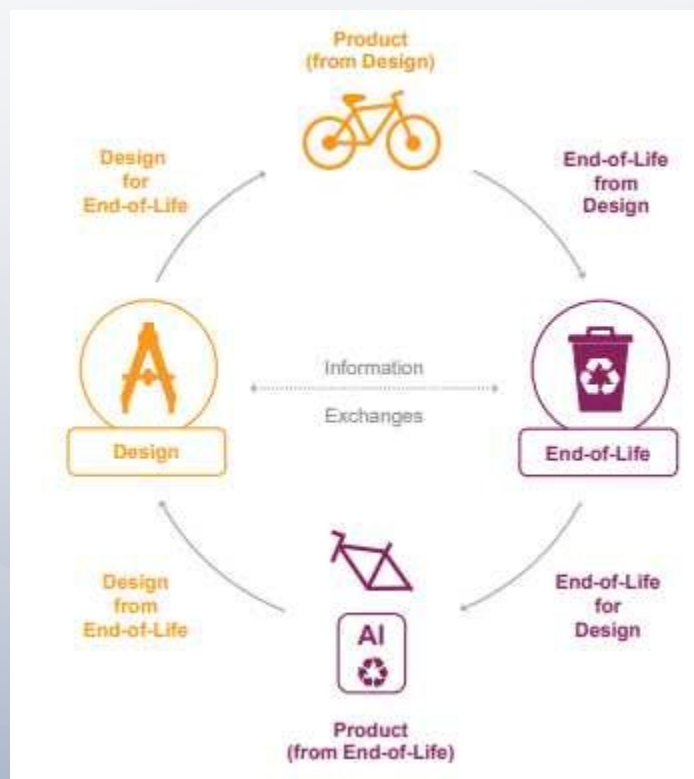 Product
(from Design)
Design
for
End-of-Life
End-of-Life
from
Design
Information
Exchanges
Design
End-of-Life
Design
from
End-of-Life
AI
End-of-Life
for
Design
Product
(from End-of-Life)